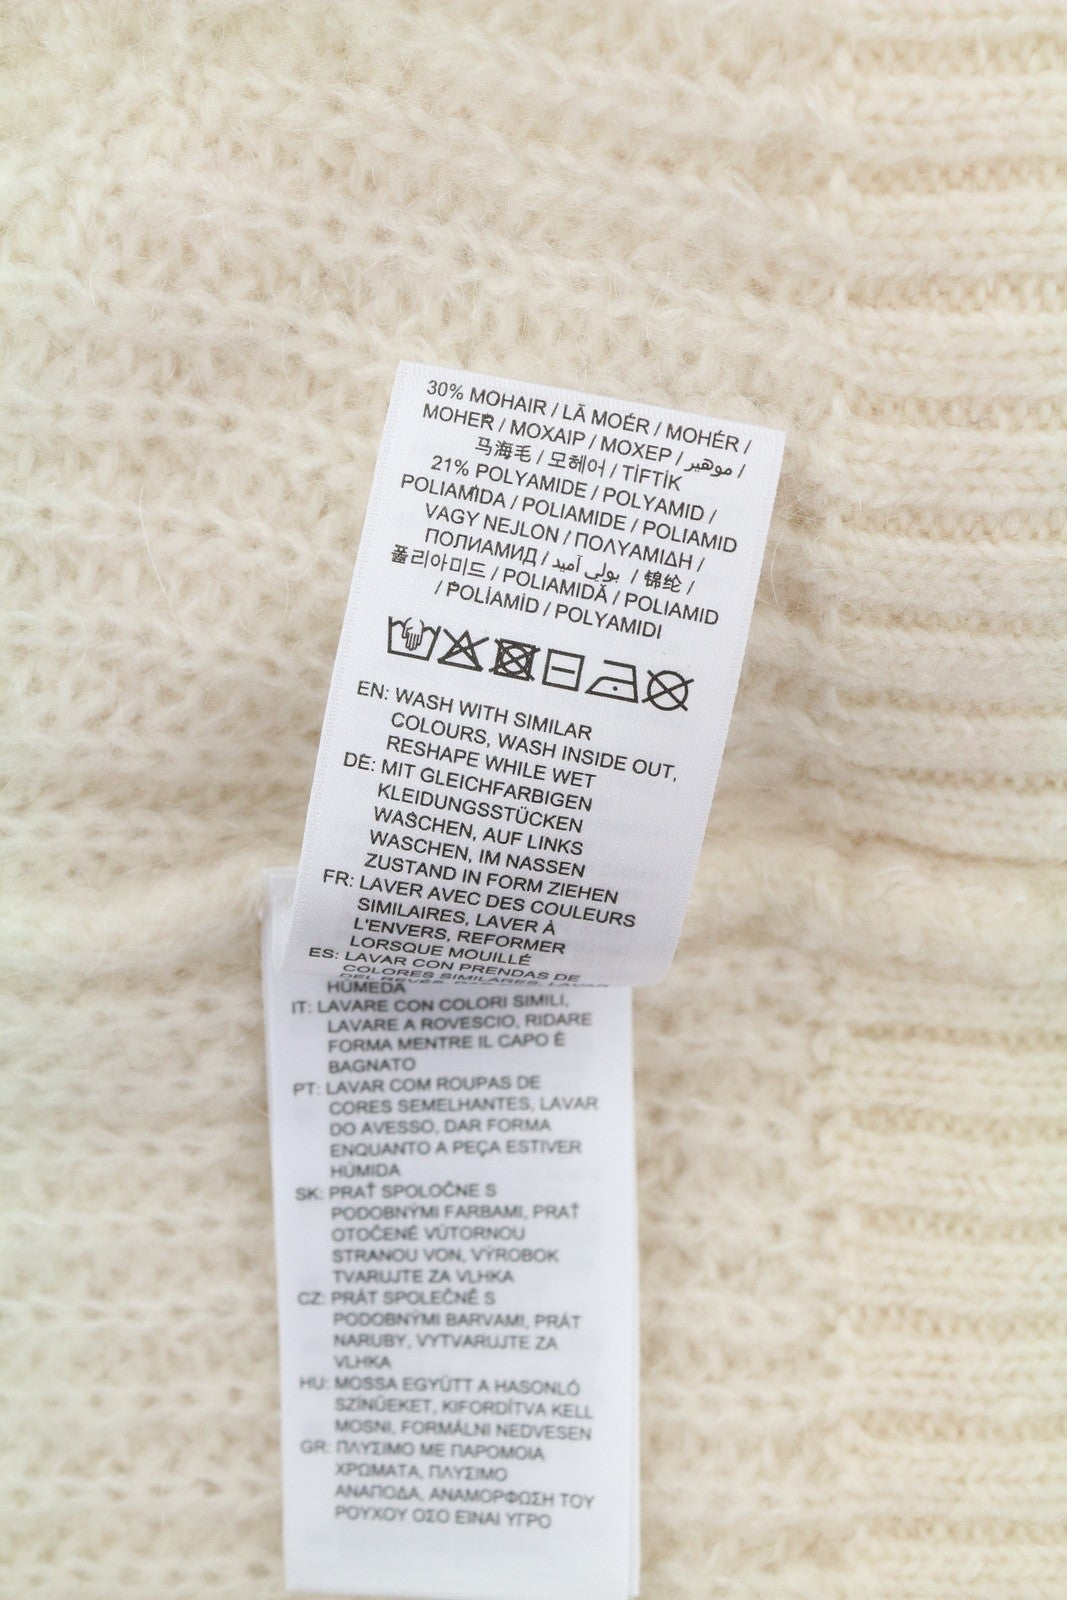 30% MOHAIR / LÃ MOÉR / MOHÉR /
MOHER / MOXAIP / MOXEP / موهير /
马海毛 / 모헤어 / TİFTİK
21% POLYAMIDE / POLYAMID /
POLIAMIDA / POLIAMIDE / POLIAMID
VAGY NEJLON / ΠΟΛΥΑΜΙΔΗ /
ПОЛИАМИД / بولي أميد / 锦纶 /
폴리아미드 / POLIAMIDĂ / POLIAMID
/ POLİAMİD / POLYAMIDI
EN: WASH WITH SIMILAR
COLOURS, WASH INSIDE OUT,
RESHAPE WHILE WET
DE: MIT GLEICHFARBIGEN
KLEIDUNGSSTÜCKEN
WASCHEN, AUF LINKS
WASCHEN, IM NASSEN
ZUSTAND IN FORM ZIEHEN
FR: LAVER AVEC DES COULEURS
SIMILAIRES, LAVER À
L'ENVERS, REFORMER
LORSQUE MOUILLÉ
ES: LAVAR CON PRENDAS DE
COLORES SIMILARES, LAVAR
DEL REVÉS,
HÚMEDA
IT: LAVARE CON COLORI SIMILI,
LAVARE A ROVESCIO, RIDARE
FORMA MENTRE IL CAPO È
BAGNATO
PT: LAVAR COM ROUPAS DE
CORES SEMELHANTES, LAVAR
DO AVESSO, DAR FORMA
ENQUANTO A PEÇA ESTIVER
HÚMIDA
SK: PRAŤ SPOLOČNE S
PODOBNÝMI FARBAMI, PRAŤ
OTOČENÉ VÚTORNOU
STRANOU VON, VÝROBOK
TVARUJTE ZA VLHKA
CZ: PRÁT SPOLEČNĚ S
PODOBNÝMI BARVAMI, PRÁT
NARUBY, VYTVARUJTE ZA
VLHKA
HU: MOSSA EGYÜTT A HASONLÓ
SZÍNŰEKET, KIFORDÍTVA KELL
MOSNI, FORMÁLNI NEDVESEN
GR: ΠΛΥΣΙΜΟ ΜΕ ΠΑΡΟΜΟΙΑ
ΧΡΩΜΑΤΑ, ΠΛΥΣΙΜΟ
ΑΝΑΠΟΔΑ, ΑΝΑΜΟΡΦΩΣΗ ΤΟΥ
ΡΟΥΧΟΥ ΟΣΟ ΕΙΝΑΙ ΥΓΡΟ